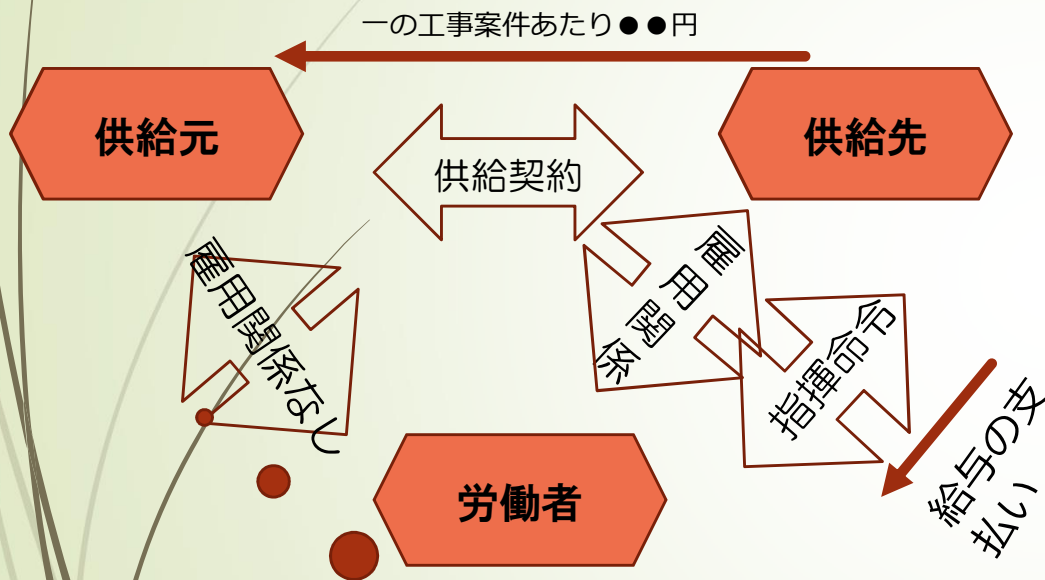 一の工事案件あたり●●円
供給元
供給先
供給契約
雇用関係なし
雇用関係
指揮命令
給与の支
払い
労働者